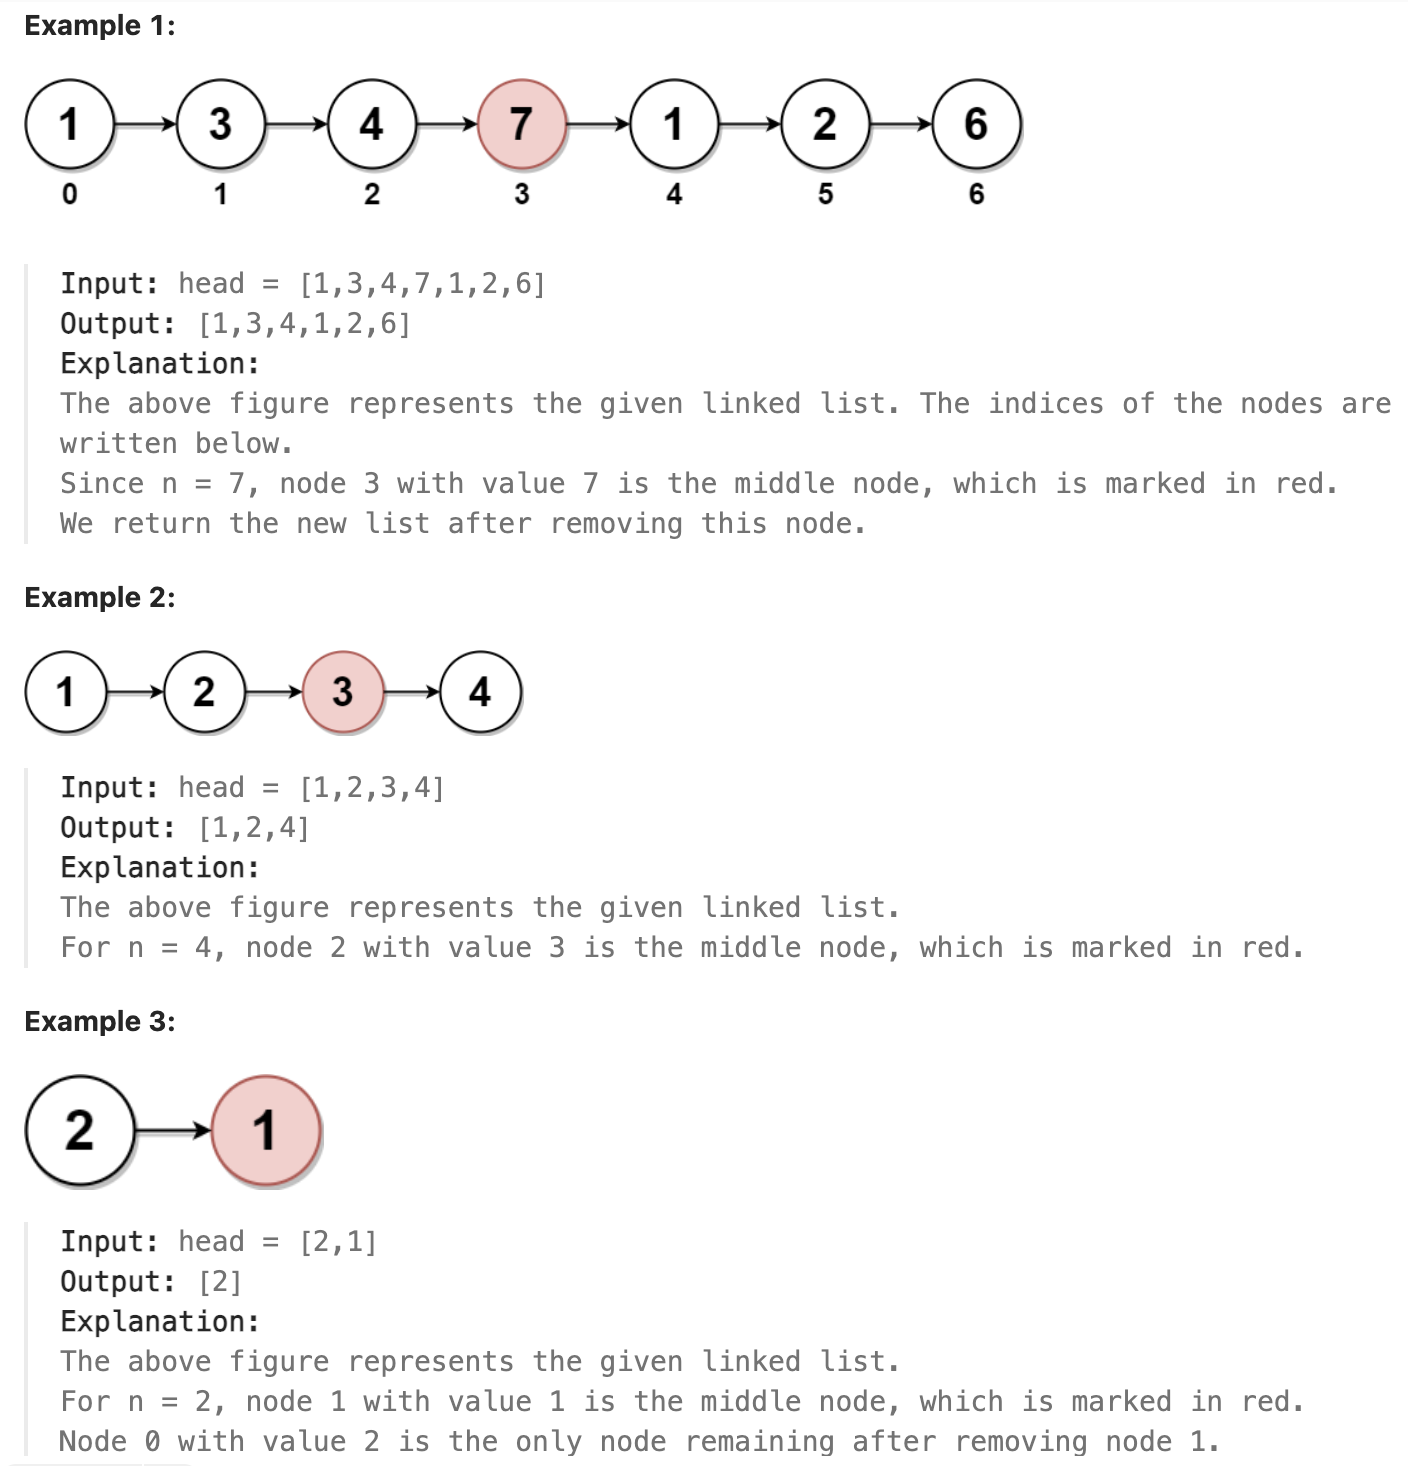 Example 1:
1 3 4 7 1 2 6
0 1 2 3 4 5 6
Input: head = [1,3,4,7,1,2,6]
Output: [1,3,4,1,2,6]
Explanation:
The above figure represents the given linked list. The indices of the nodes are
written below.
Since n = 7, node 3 with value 7 is the middle node, which is marked in red.
We return the new list after removing this node.
Example 2:
1 2 3 4
Input: head = [1,2,3,4]
Output: [1,2,4]
Explanation:
The above figure represents the given linked list.
For n = 4, node 2 with value 3 is the middle node, which is marked in red.
Example 3:
2 1
Input: head = [2,1]
Output: [2]
Explanation:
The above figure represents the given linked list.
For n = 2, node 1 with value 1 is the middle node, which is marked in red.
Node 0 with value 2 is the only node remaining after removing node 1.